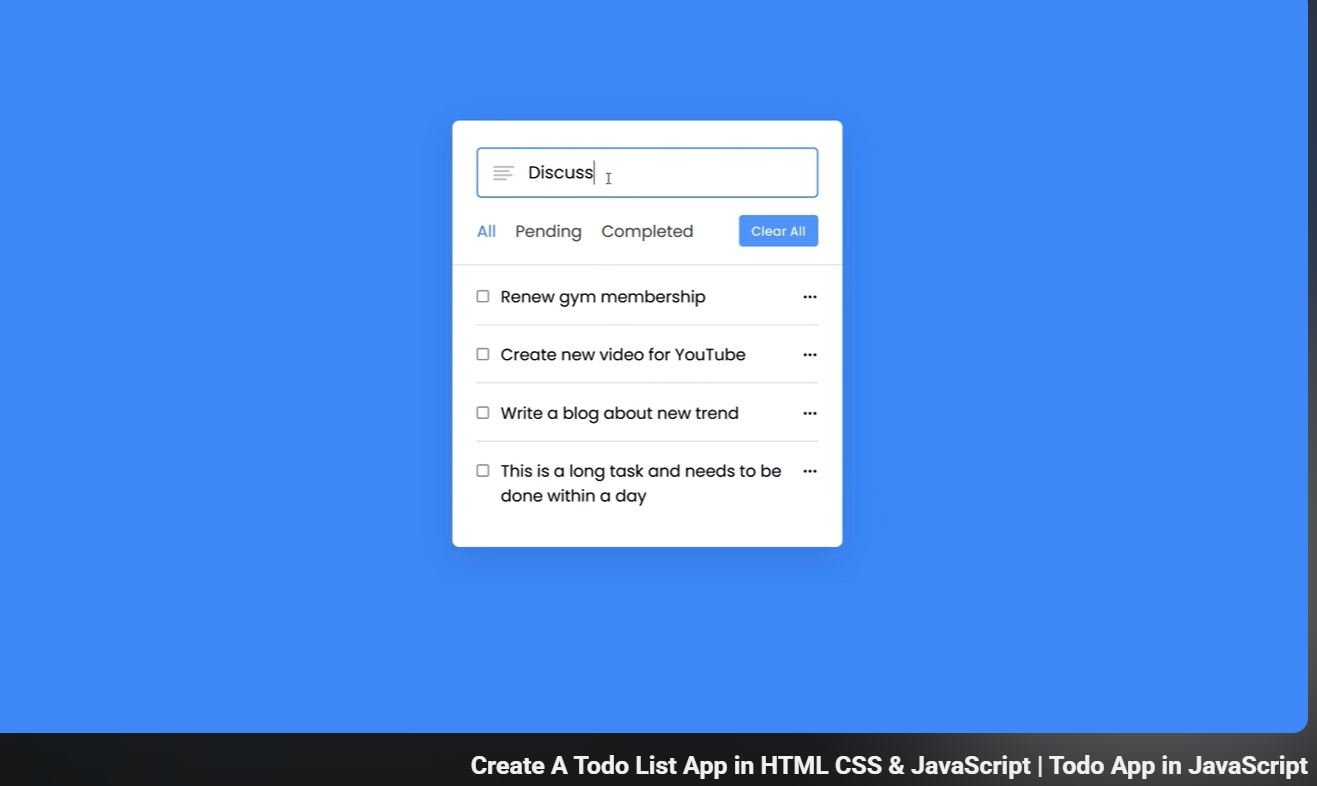 Discuss
All Pending Completed Clear All
Renew gym membership
Create new video for YouTube
Write a blog about new trend
This is a long task and needs to be
done within a day
Create A Todo List App in HTML CSS & JavaScript | Todo App in JavaScript